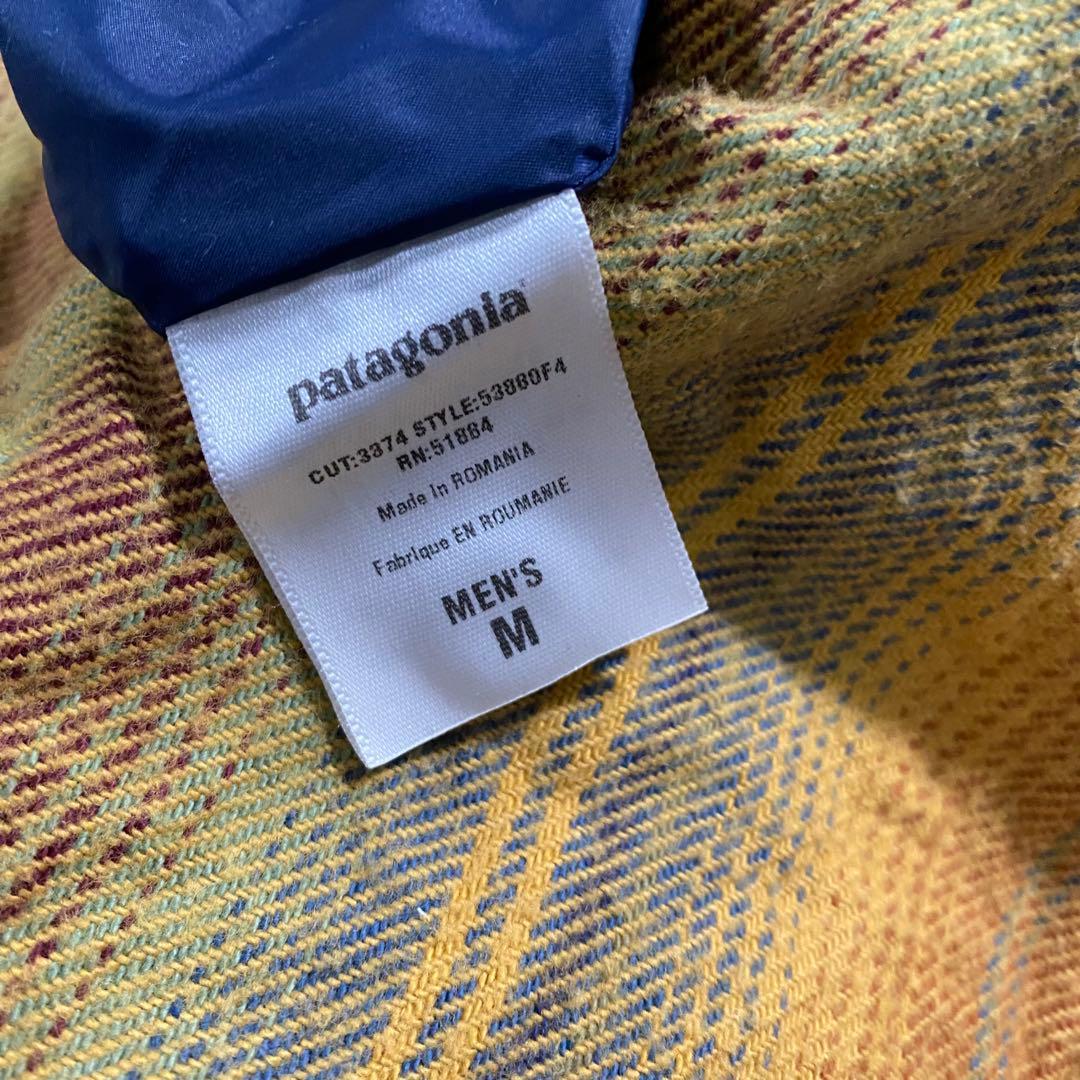 patagonia
CUT:3374 STYLE:53880F4
RN:51884
Made In ROMANIA
Fabrique EN ROUMANIE
MEN'S
M